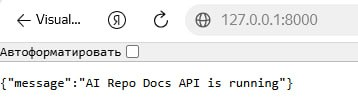 Visual... Я 127.0.0.1:8000
Автоформатировать
{"message":"AI Repo Docs API is running"}